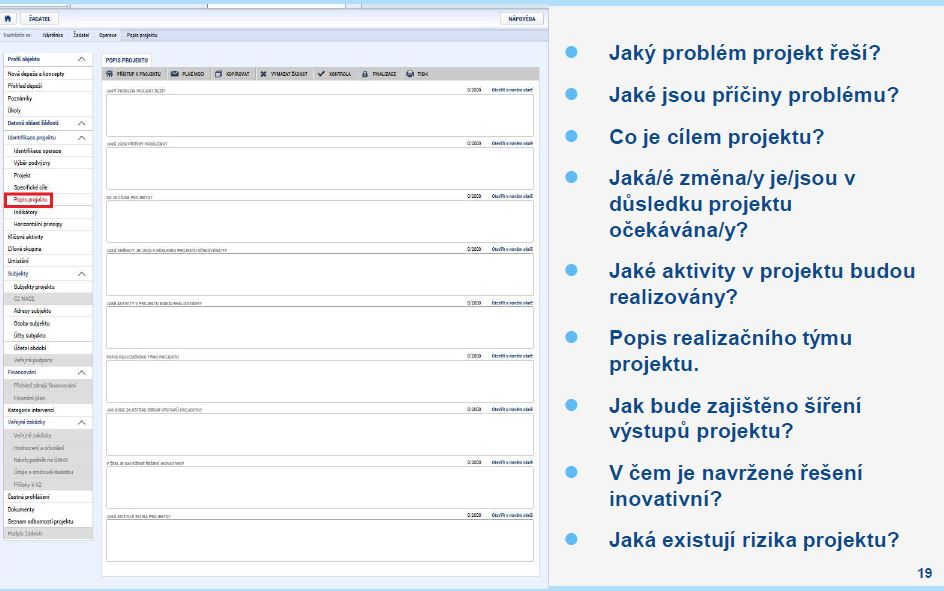 ŽADATEL
NÁPOVĚDA
Nacházíte se: Nástěnka Žadatel Operace Popis projektu
Profil objektu
Nová depeše a koncepty
Přehled depeší
Poznámky
Úkoly
Datová oblast žádosti
Identifikace projektu
Identifikace operace
Výběr podvýzvy
Projekt
Specifické cíle
Popis projektu
Indikátory
Horizontální principy
Klíčové aktivity
Cílová skupina
Umístění
Subjekty
Subjekty projektu
CZ NACE
Adresy subjektu
Osoby subjektu
Účty subjektu
Účetní období
Veřejná podpora
Financování
Přehled zdrojů financování
Finanční plán
Kategorie intervencí
Veřejné zakázky
Veřejné zakázky
Hodnocení a odvolání
Návrh/podnět na ÚOHS
Údaje o smlouvě/dodatku
Přílohy k VZ
Čestná prohlášení
Dokumenty
Seznam odborností projektu
Podpis žádosti
POPIS PROJEKTU
PŘÍSTUP K PROJEKTU PLNÉ MOCI KOPÍROVAT VYMAZAT ŽÁDOST KONTROLA FINALIZACE TISK
JAKÝ PROBLÉM PROJEKT ŘEŠÍ? 0/2000 Otevřít v novém okně
JAKÉ JSOU PŘÍČINY PROBLÉMU? 0/2000 Otevřít v novém okně
CO JE CÍLEM PROJEKTU? 0/2000 Otevřít v novém okně
JAKÁ ZMĚNA/Y JE/JSOU V DŮSLEDKU PROJEKTU OČEKÁVÁNA/Y? 0/2000 Otevřít v novém okně
JAKÉ AKTIVITY V PROJEKTU BUDOU REALIZOVÁNY? 0/2000 Otevřít v novém okně
POPIS REALIZAČNÍHO TÝMU PROJEKTU 0/2000 Otevřít v novém okně
JAK BUDE ZAJIŠTĚNO ŠÍŘENÍ VÝSTUPŮ PROJEKTU? 0/2000 Otevřít v novém okně
V ČEM JE NAVRŽENÉ ŘEŠENÍ INOVATIVNÍ? 0/2000 Otevřít v novém okně
JAKÁ EXISTUJÍ RIZIKA PROJEKTU? 0/2000 Otevřít v novém okně
Jaký problém projekt řeší?
Jaké jsou příčiny problému?
Co je cílem projektu?
Jaká/é změna/y je/jsou v
důsledku projektu
očekávána/y?
Jaké aktivity v projektu budou
realizovány?
Popis realizačního týmu
projektu.
Jak bude zajištěno šíření
výstupů projektu?
V čem je navržené řešení
inovativní?
Jaká existují rizika projektu?
19